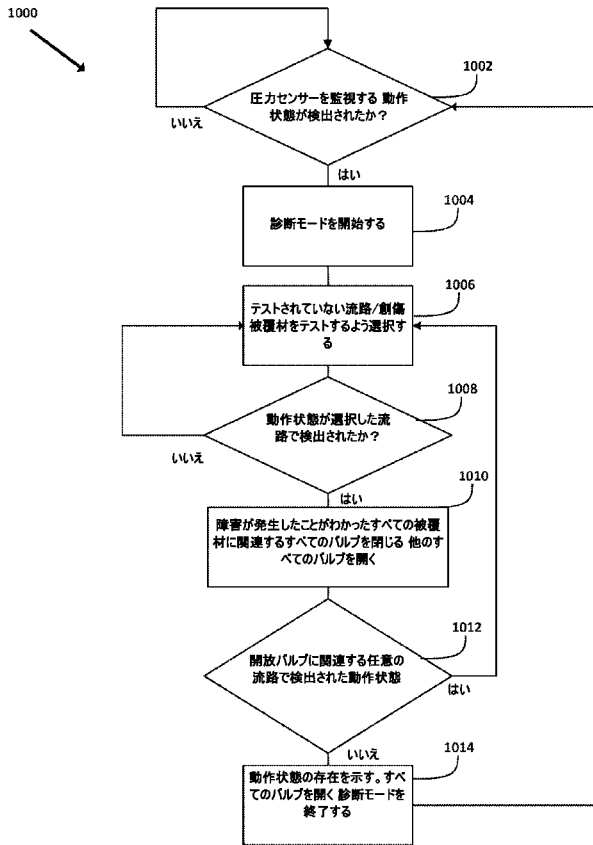 1000
1002
圧力センサーを監視する 動作
状態が検出されたか？
いいえ
はい
1004
診断モードを開始する
1006
テストされていない流路/創傷
被覆材をテストするよう選択す
る
1008
動作状態が選択した流
路で検出されたか？
いいえ
はい
1010
障害が発生したことがわかったすべての被覆
材に関連するすべてのバルブを閉じる 他のす
べてのバルブを開く
1012
開放バルブに関連する任意の
流路で検出された動作状態
はい
いいえ
1014
動作状態の存在を示す。すべ
てのバルブを開く 診断モードを
終了する